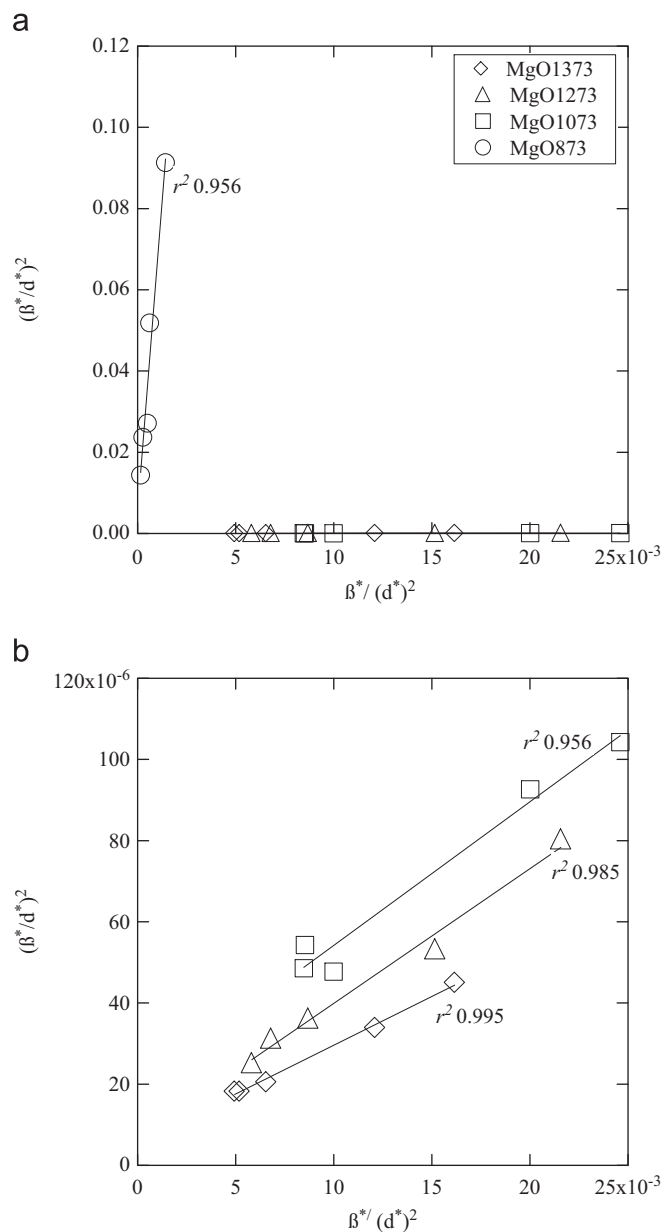 a
0.12
0.10
0.08
0.06
0.04
0.02
0.00
(ß*/d*)²
MgO1373
MgO1273
MgO1073
MgO873
r² 0.956
0 5 10 15 20 25x10⁻³
ß*/ (d*)²
b
120x10⁻⁶
100
80
60
40
20
0
(ß*/d*)²
r² 0.956
r² 0.985
r² 0.995
0 5 10 15 20 25x10⁻³
ß*/ (d*)²